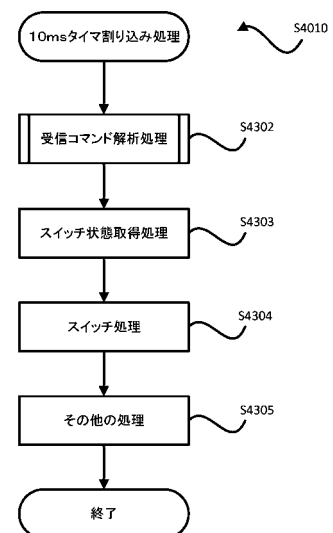 10msタイマ割り込み処理
S4010
受信コマンド解析処理
S4302
スイッチ状態取得処理
S4303
スイッチ処理
S4304
その他の処理
S4305
終了